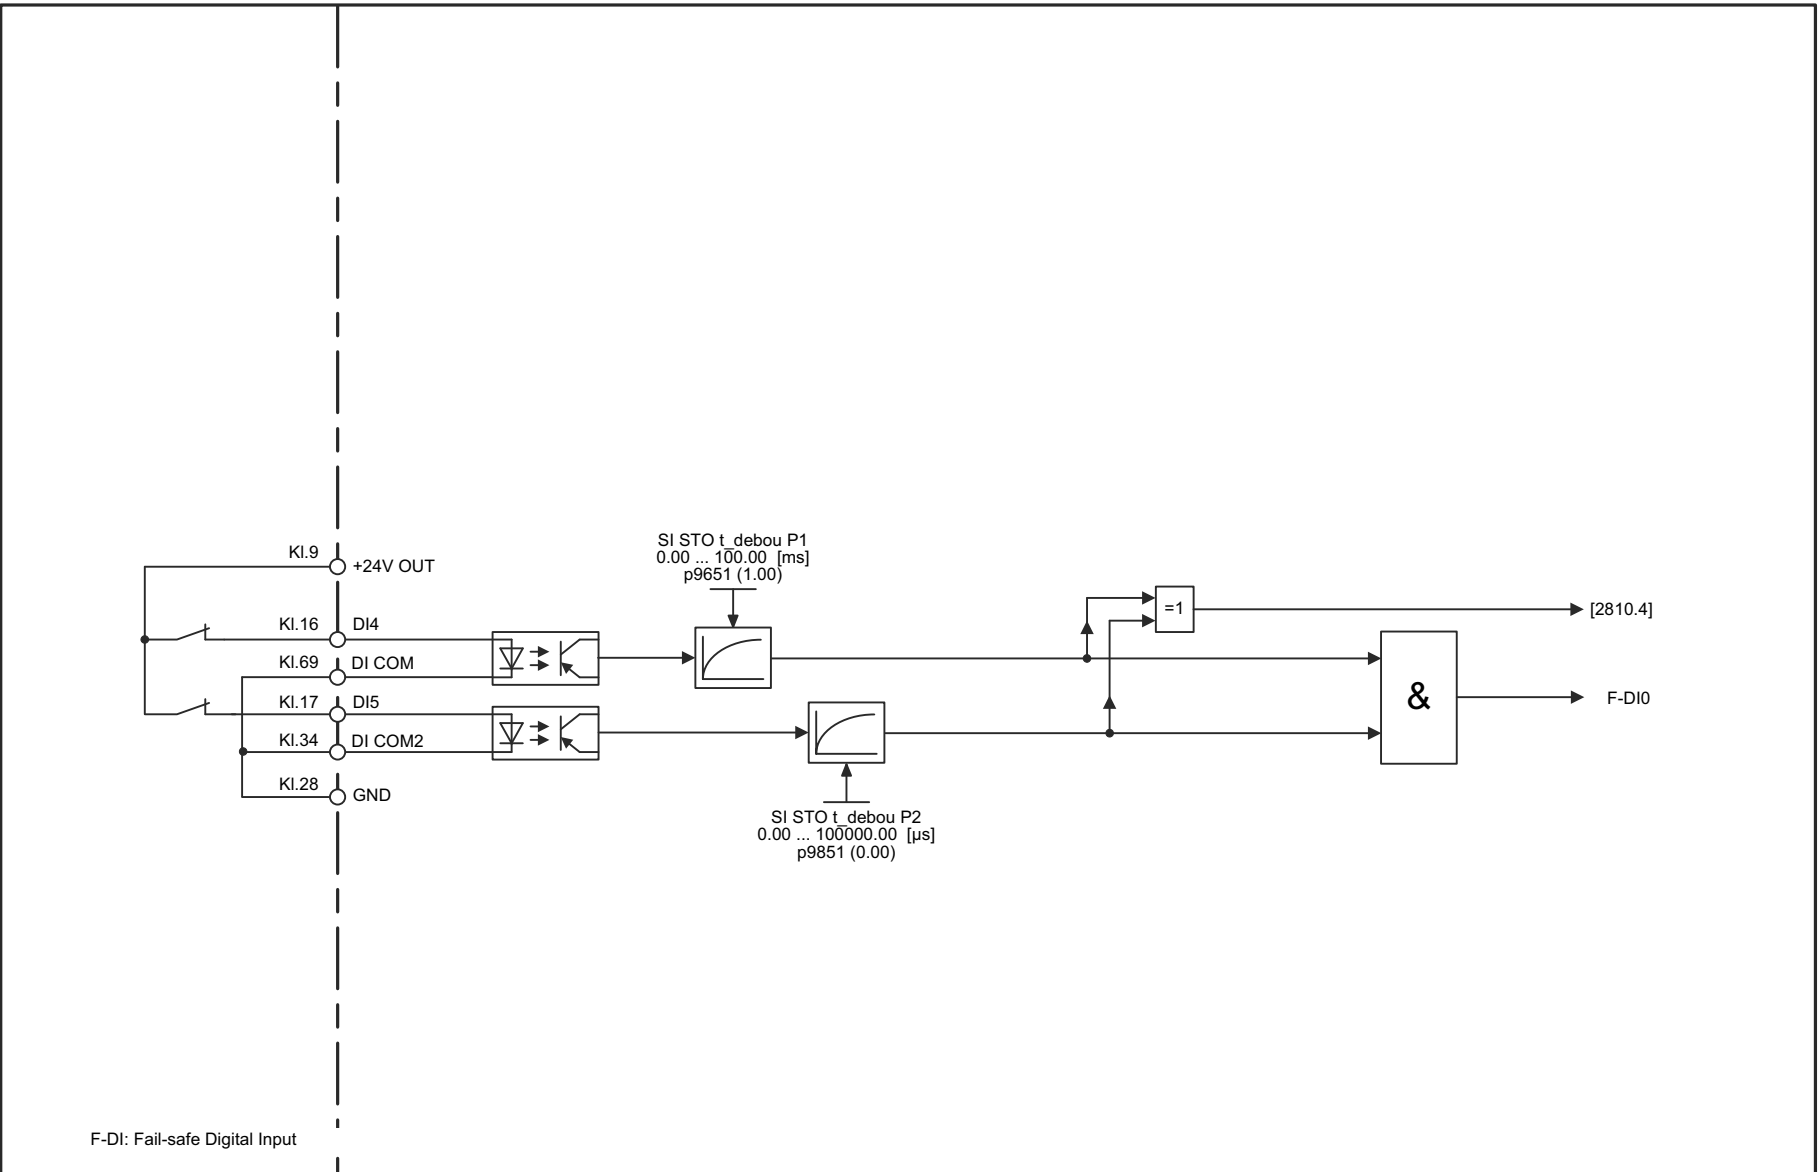 SI STO t_debou P1
0.00 ... 100.00 [ms]
p9651 (1.00)
Kl.9
+24V OUT
Kl.16
DI4
=1
[2810.4]
Kl.69
DI COM
Kl.17
DI5
&
F-DI0
Kl.34
DI COM2
Kl.28
GND
SI STO t_debou P2
0.00 ... 100000.00 [µs]
p9851 (0.00)
F-DI: Fail-safe Digital Input